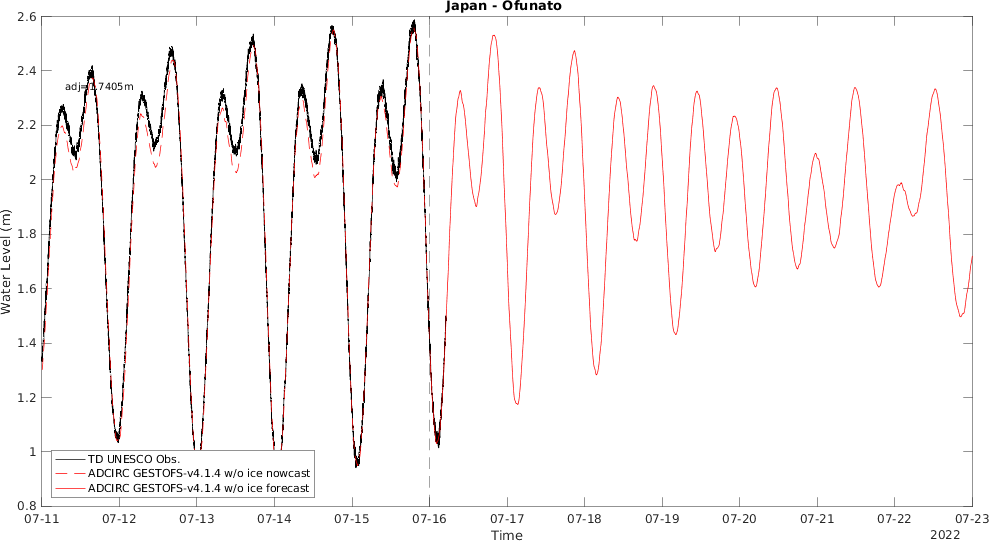 Japan - Ofunato
2.6
2.4
adj=1.7405m
2.2
2
1.8
1.6
1.4
1.2
1
0.8
Water Level (m)
TD UNESCO Obs.
ADCIRC GESTOFS-v4.1.4 w/o ice nowcast
ADCIRC GESTOFS-v4.1.4 w/o ice forecast
07-11 07-12 07-13 07-14 07-15 07-16 07-17 07-18 07-19 07-20 07-21 07-22 07-23
Time
2022